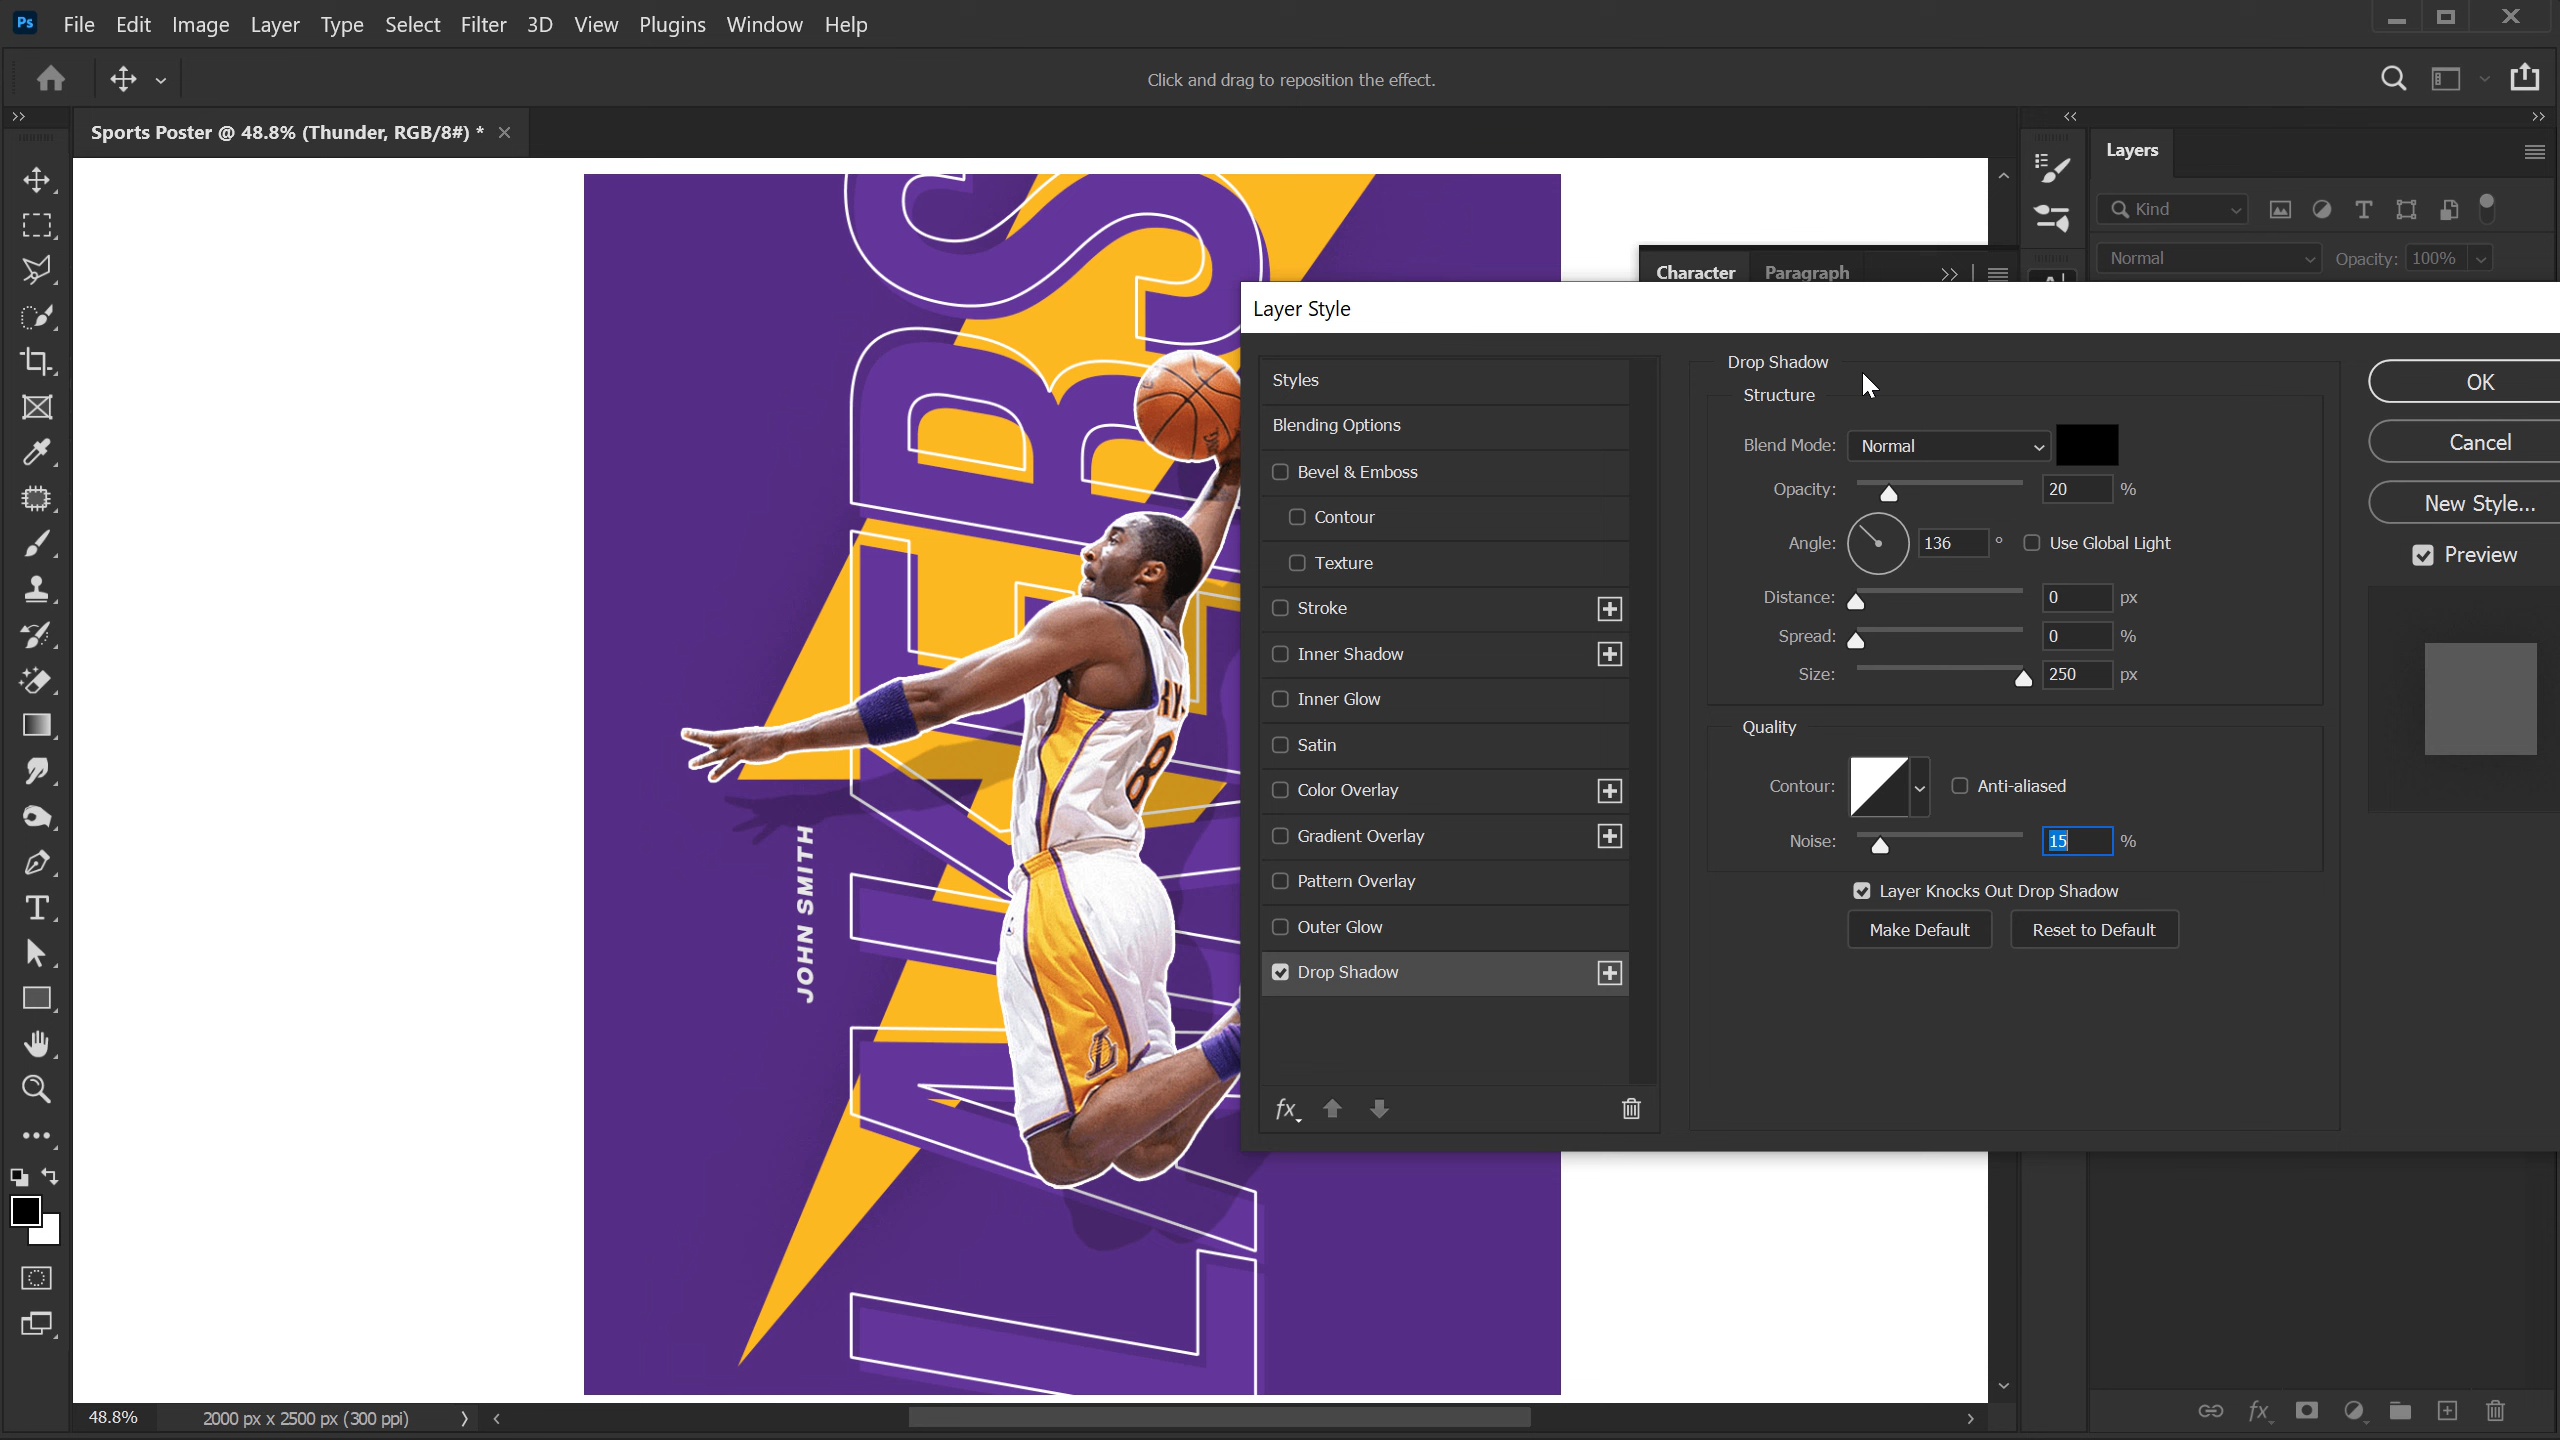 Ps File Edit Image Layer Type Select Filter 3D View Plugins Window Help
Click and drag to reposition the effect.
Sports Poster @ 48.8% (Thunder, RGB/8#) *
Layers
Kind
Normal Opacity: 100%
Character Paragraph
Layer Style
Styles
Blending Options
Bevel & Emboss
Contour
Texture
Stroke
Inner Shadow
Inner Glow
Satin
Color Overlay
Gradient Overlay
Pattern Overlay
Outer Glow
Drop Shadow
fx
Drop Shadow
Structure
Blend Mode: Normal
Opacity: 20 %
Angle: 136 ° Use Global Light
Distance: 0 px
Spread: 0 %
Size: 250 px
Quality
Contour: Anti-aliased
Noise: 15 %
Layer Knocks Out Drop Shadow
Make Default Reset to Default
OK
Cancel
New Style...
Preview
LAKERS
JOHN SMITH
8
L
48.8% 2000 px x 2500 px (300 ppi)
fx